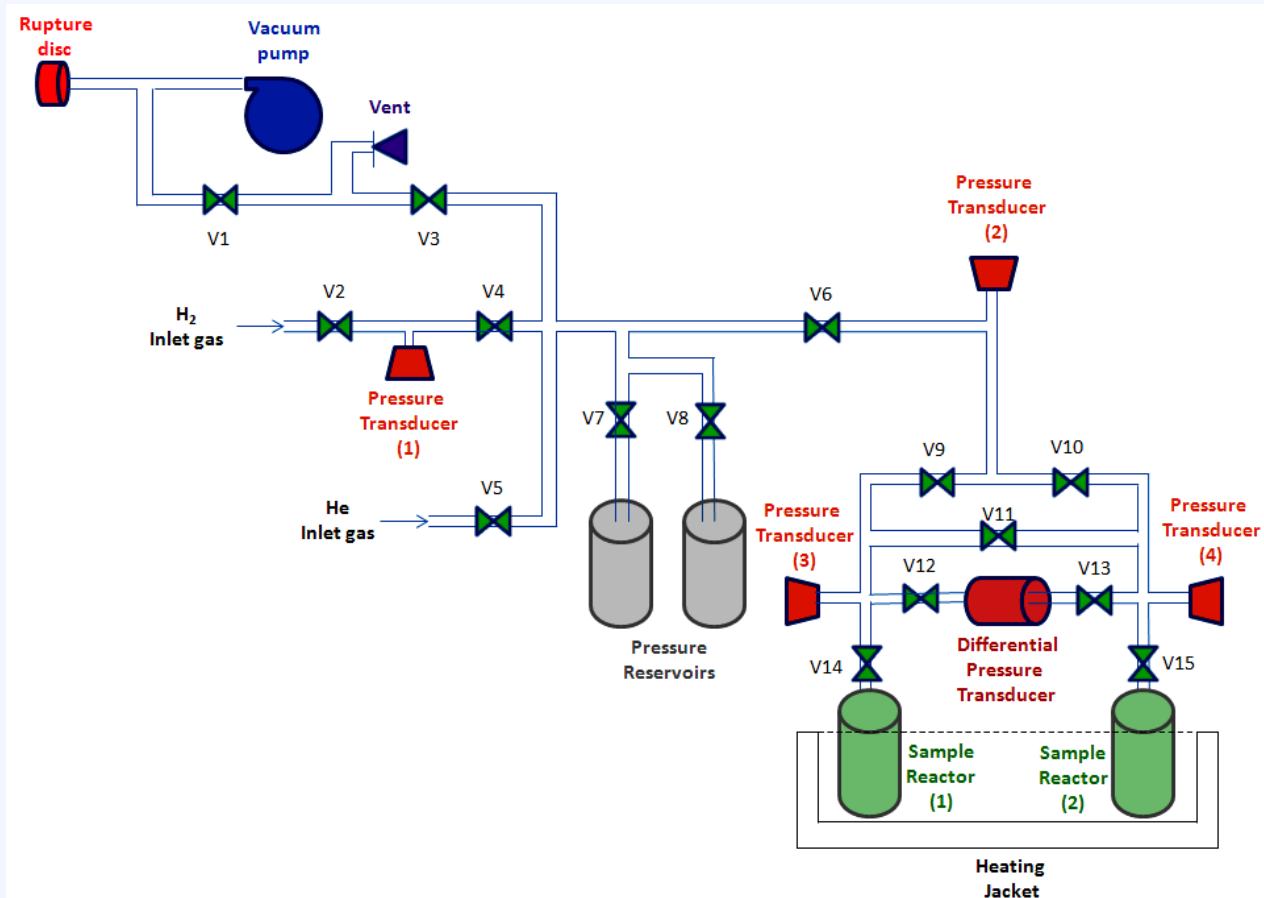 Rupture
disc
Vacuum
pump
Vent
V1
V3
Pressure
Transducer
(2)
H2
Inlet gas
V2
V4
V6
Pressure
Transducer
(1)
V7
V8
He
Inlet gas
V5
V9
V10
Pressure
Transducer
(3)
V11
Pressure
Transducer
(4)
V12
V13
Differential
Pressure
Transducer
Pressure
Reservoirs
V14
V15
Sample
Reactor
(1)
Sample
Reactor
(2)
Heating
Jacket